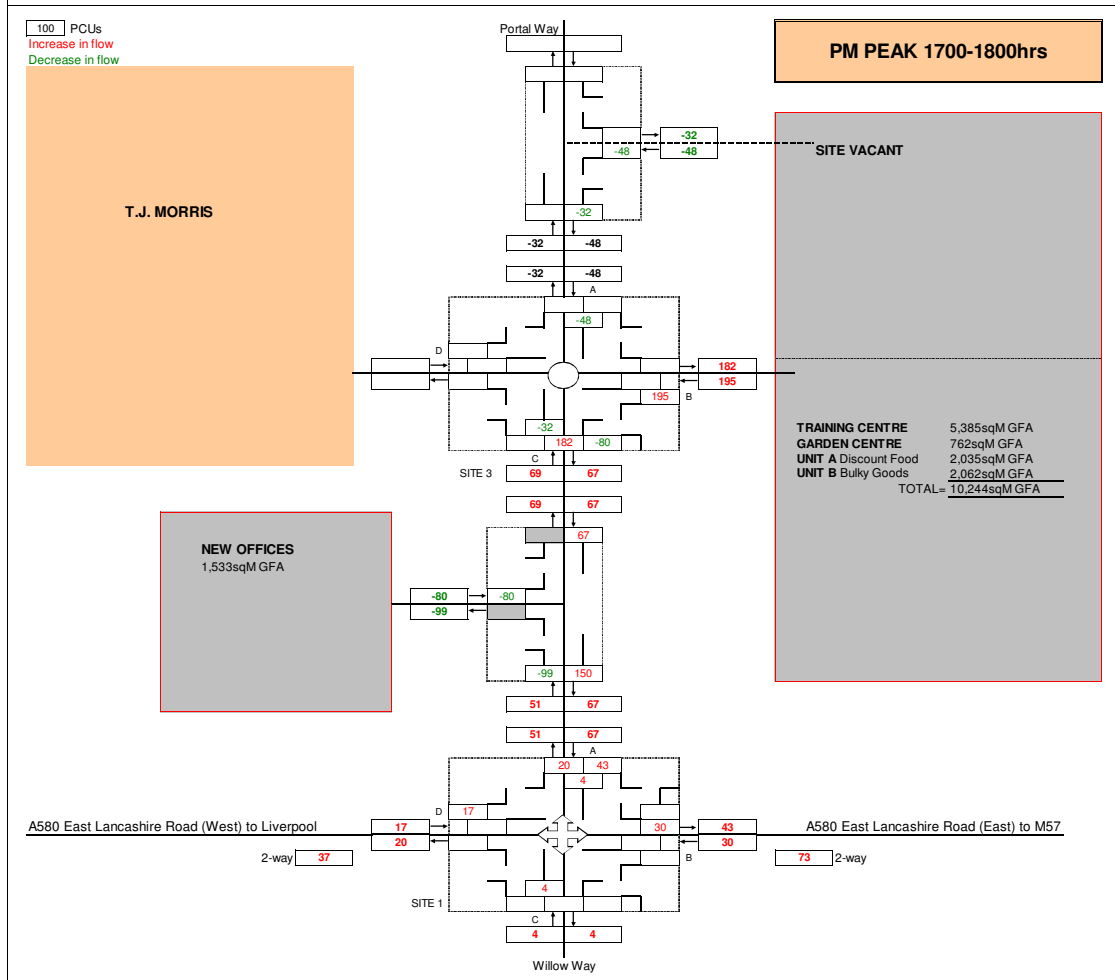 100 PCUs
Increase in flow
Decrease in flow
Portal Way
PM PEAK 1700-1800hrs
-32
-48 -48
SITE VACANT
T.J. MORRIS
-32
-32 -48
-32 -48
A
-48
D
182
195
195 B
-32
182 -80
C
SITE 3 69 67
69 67
TRAINING CENTRE 5,385sqM GFA
GARDEN CENTRE 762sqM GFA
UNIT A Discount Food 2,035sqM GFA
UNIT B Bulky Goods 2,062sqM GFA
TOTAL= 10,244sqM GFA
67
NEW OFFICES
1,533sqM GFA
-80 -80
-99
-99 150
51 67
51 67
A
20 43
4
D 17
A580 East Lancashire Road (West) to Liverpool 17 30 43 A580 East Lancashire Road (East) to M57
20 30
2-way 37 B 73 2-way
4
SITE 1
C
4 4
Willow Way